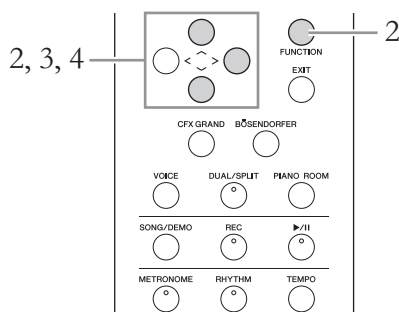 2
FUNCTION
2, 3, 4
< >
EXIT
CFX GRAND BÖSENDORFER
VOICE DUAL/SPLIT PIANO ROOM
SONG/DEMO REC ▶/II
METRONOME RHYTHM TEMPO